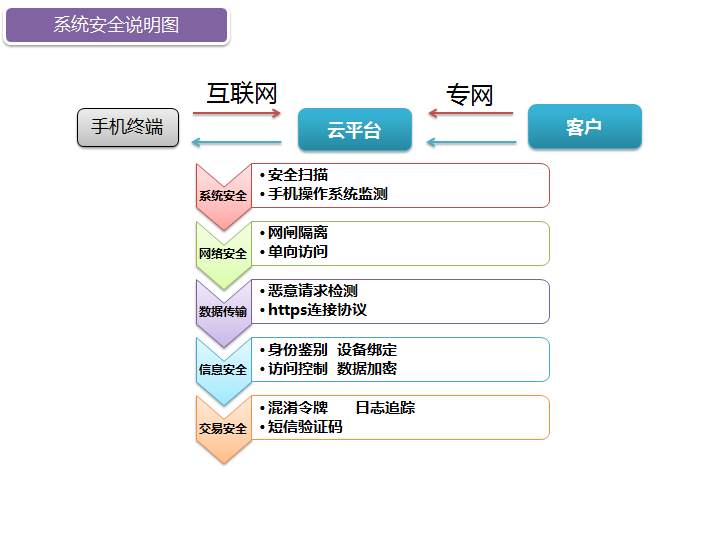 系统安全说明图
互联网
专网
手机终端
云平台
客户
系统安全
• 安全扫描
• 手机操作系统监测
网络安全
• 网闸隔离
• 单向访问
数据传输
• 恶意请求检测
• https连接协议
信息安全
• 身份鉴别 设备绑定
• 访问控制 数据加密
交易安全
• 混淆令牌 日志追踪
• 短信验证码